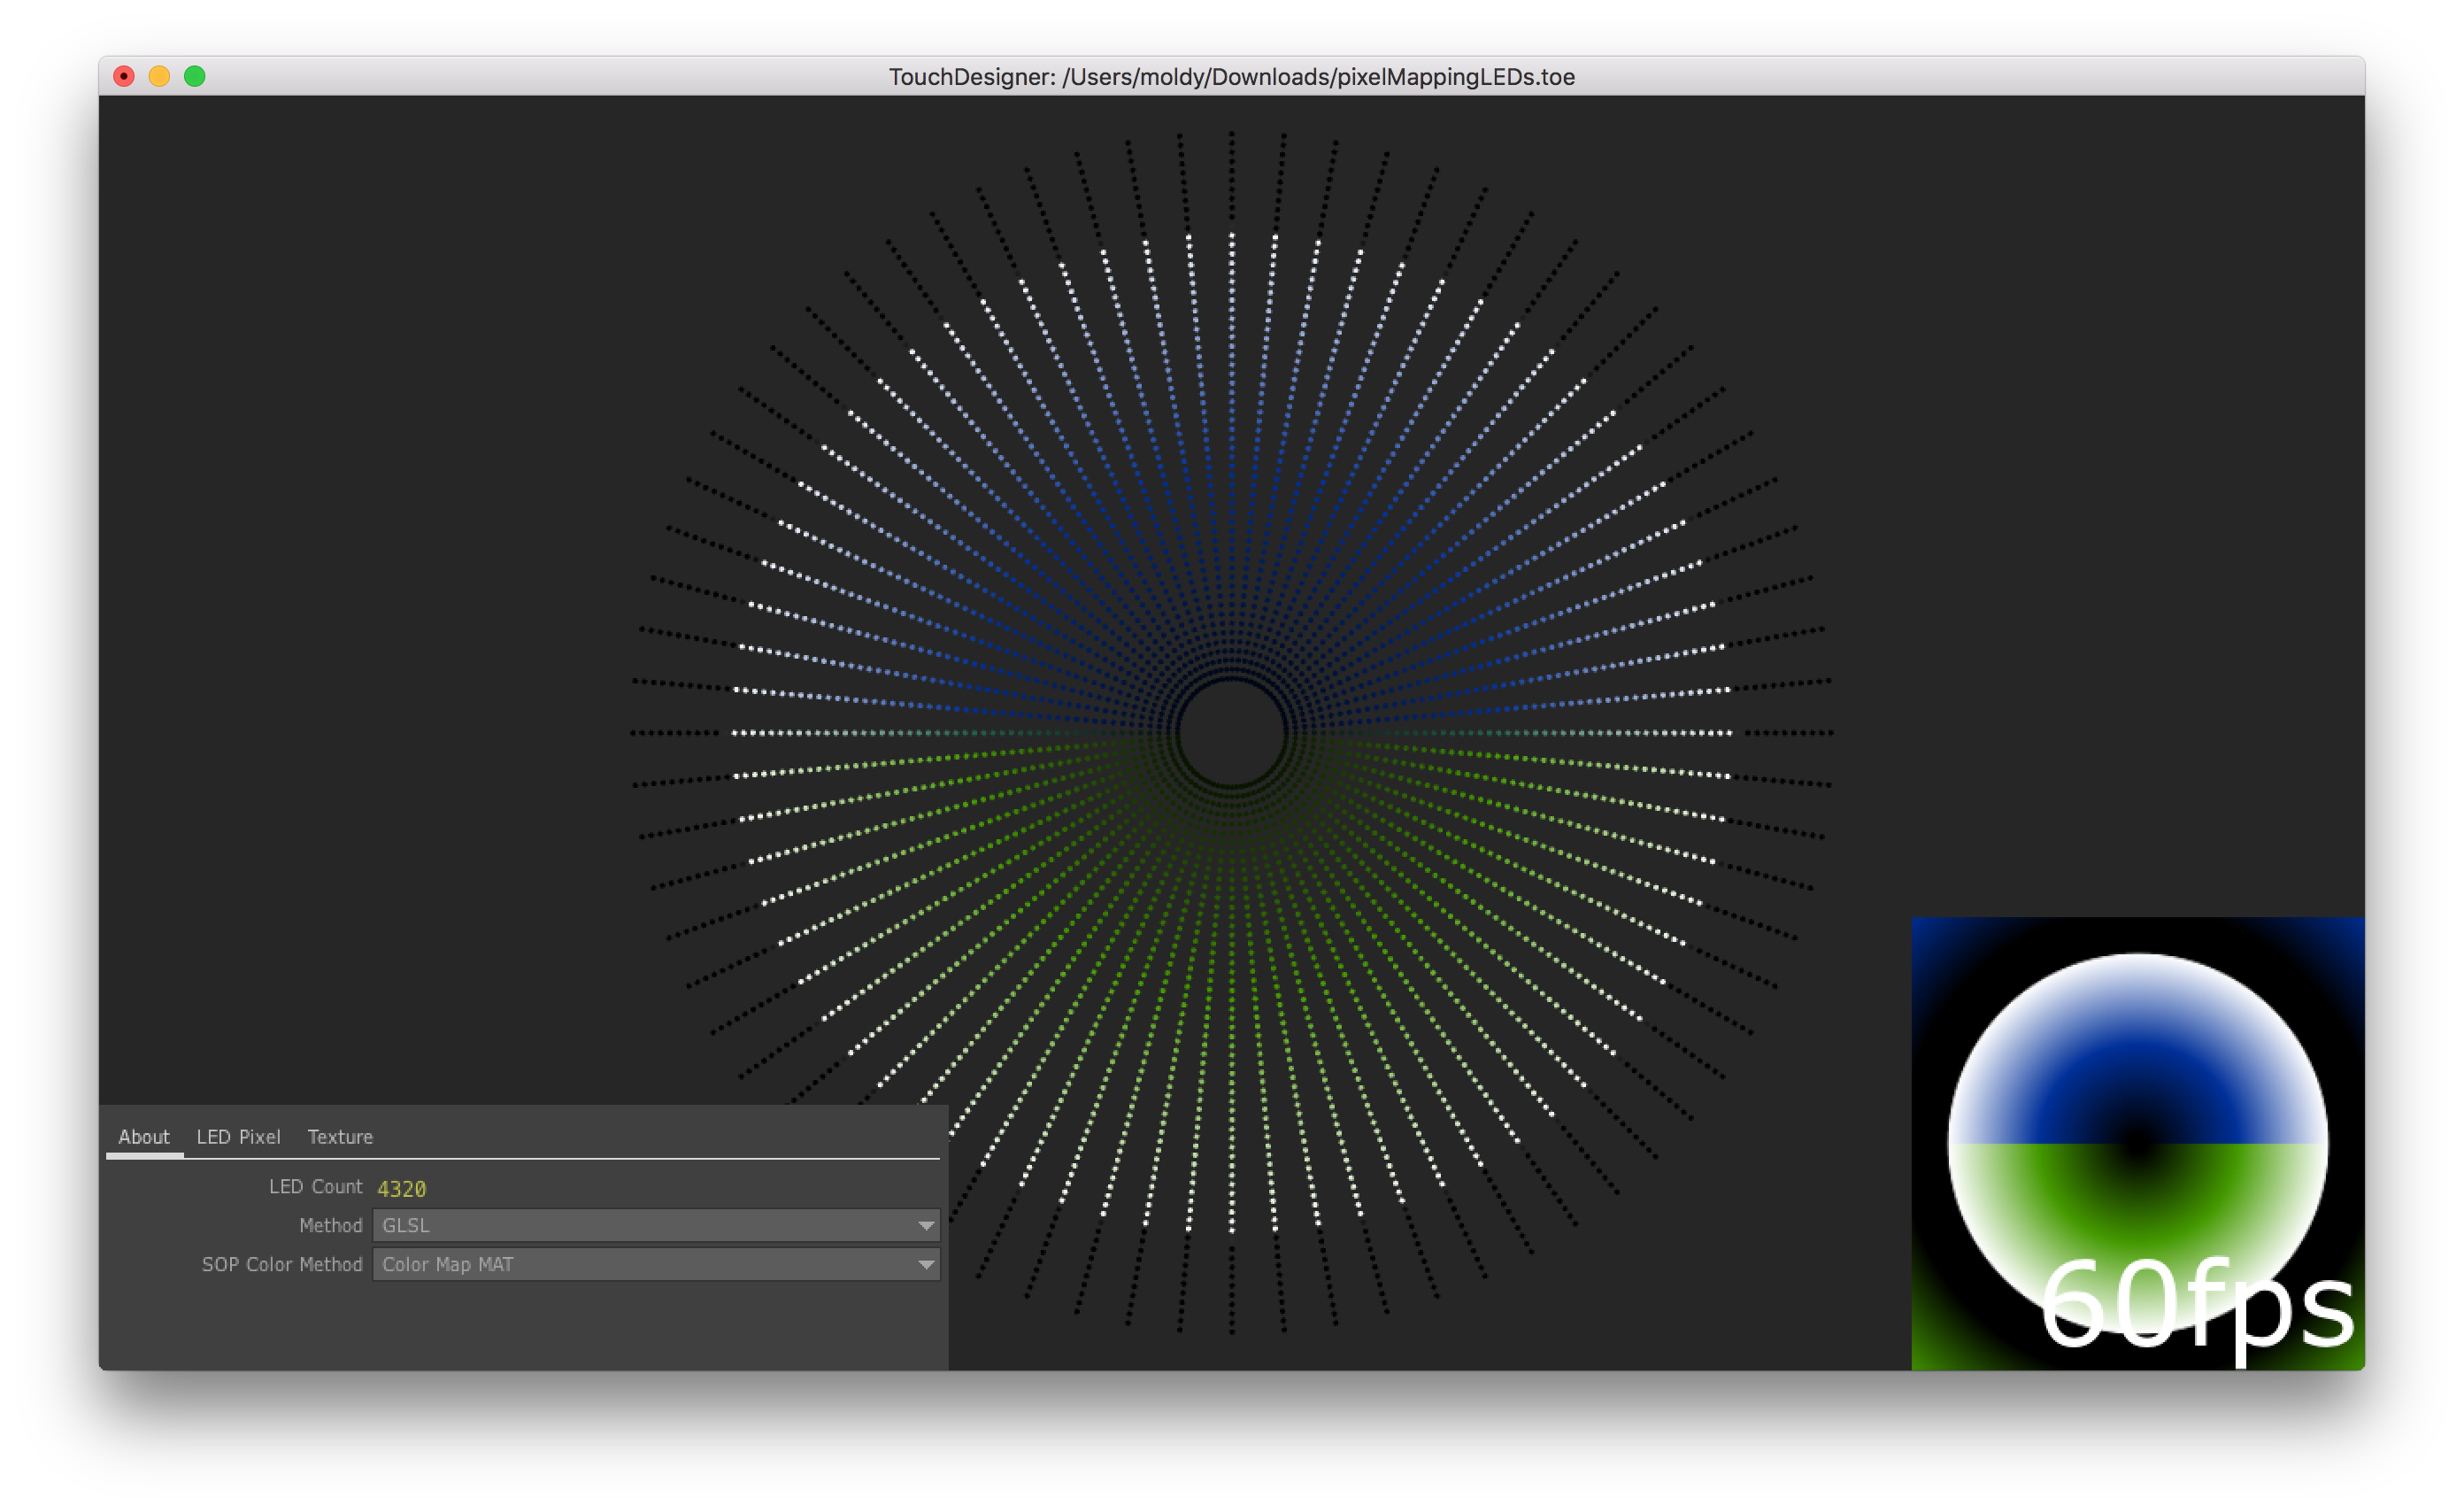 TouchDesigner: /Users/moldy/Downloads/pixelMappingLEDs.toe
About LED Pixel Texture
LED Count 4320
Method GLSL
SOP Color Method Color Map MAT
60fps